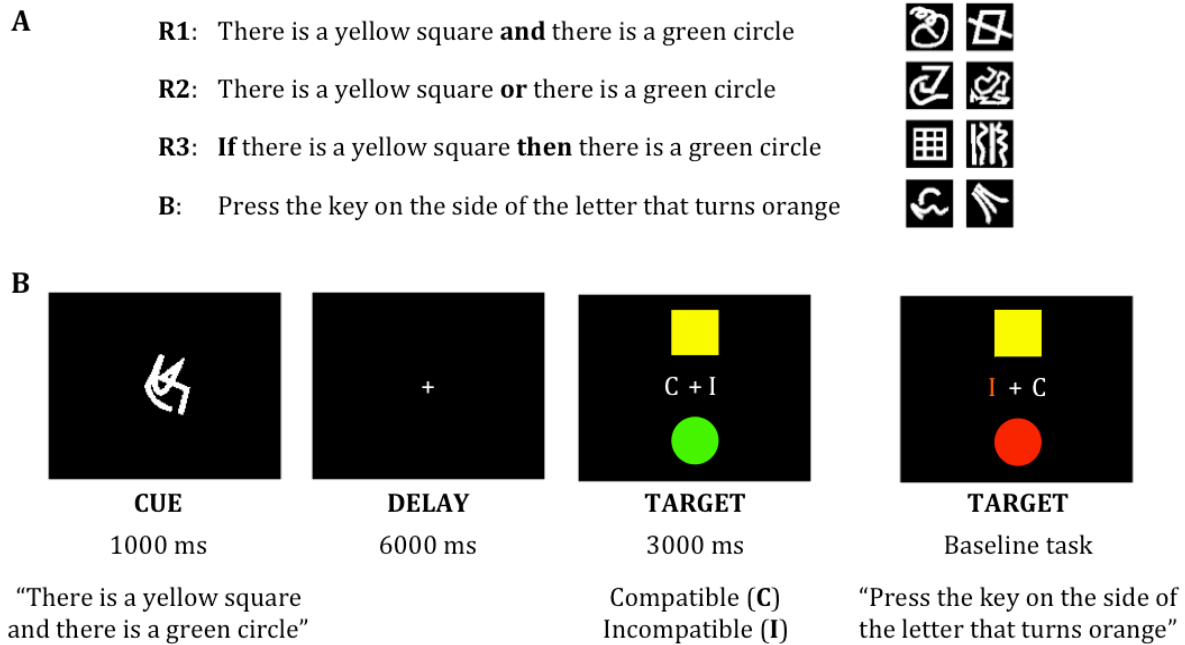 A
R1: There is a yellow square and there is a green circle
R2: There is a yellow square or there is a green circle
R3: If there is a yellow square then there is a green circle
B: Press the key on the side of the letter that turns orange
B
+
C + I
I + C
CUE
1000 ms
“There is a yellow square
and there is a green circle”
DELAY
6000 ms
TARGET
3000 ms
Compatible (C)
Incompatible (I)
TARGET
Baseline task
“Press the key on the side of
the letter that turns orange”